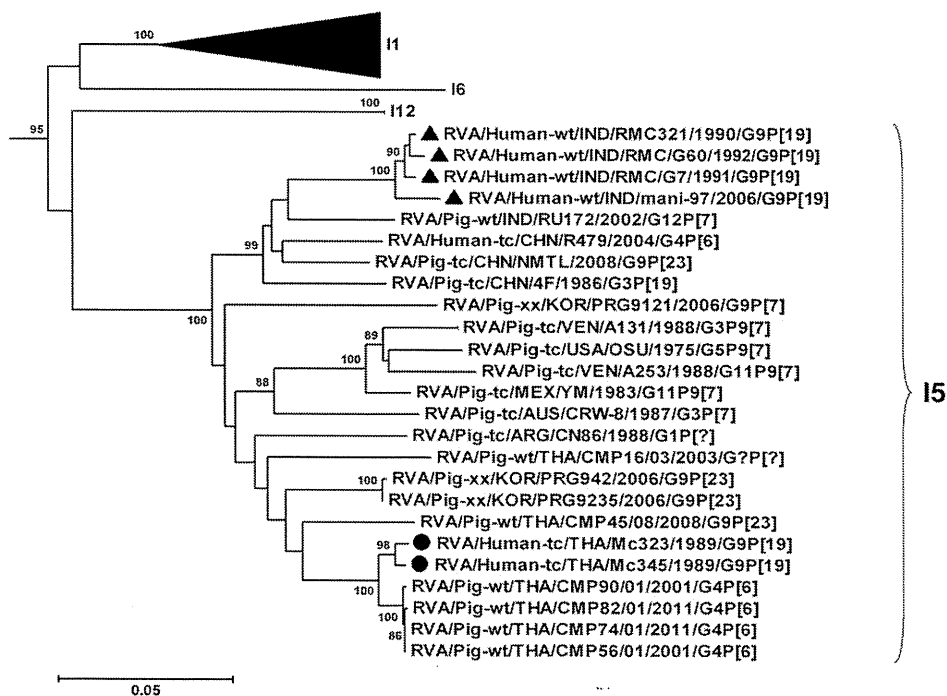 100
I1
I6
95
100
I12
RVA/Human-wt/IND/RMC321/1990/G9P[19]
90
RVA/Human-wt/IND/RMC/G60/1992/G9P[19]
RVA/Human-wt/IND/RMC/G7/1991/G9P[19]
100
RVA/Human-wt/IND/mani-97/2006/G9P[19]
RVA/Pig-wt/IND/RU172/2002/G12P[7]
99
RVA/Human-tc/CHN/R479/2004/G4P[6]
RVA/Pig-tc/CHN/NMTL/2008/G9P[23]
RVA/Pig-tc/CHN/4F/1986/G3P[19]
100
RVA/Pig-xx/KOR/PRG9121/2006/G9P[7]
RVA/Pig-tc/VEN/A131/1988/G3P9[7]
89
RVA/Pig-tc/USA/OSU/1975/G5P9[7]
100
RVA/Pig-tc/VEN/A253/1988/G11P9[7]
88
RVA/Pig-tc/MEX/YM/1983/G11P9[7]
RVA/Pig-tc/AUS/CRW-8/1987/G3P[7]
RVA/Pig-tc/ARG/CN86/1988/G1P[?]
RVA/Pig-wt/THA/CMP16/03/2003/G?P[?]
RVA/Pig-xx/KOR/PRG942/2006/G9P[23]
100
RVA/Pig-xx/KOR/PRG9235/2006/G9P[23]
RVA/Pig-wt/THA/CMP45/08/2008/G9P[23]
98
RVA/Human-tc/THA/Mc323/1989/G9P[19]
RVA/Human-tc/THA/Mc345/1989/G9P[19]
100
RVA/Pig-wt/THA/CMP90/01/2001/G4P[6]
RVA/Pig-wt/THA/CMP82/01/2011/G4P[6]
100
RVA/Pig-wt/THA/CMP74/01/2011/G4P[6]
86
RVA/Pig-wt/THA/CMP56/01/2001/G4P[6]
I5
0.05